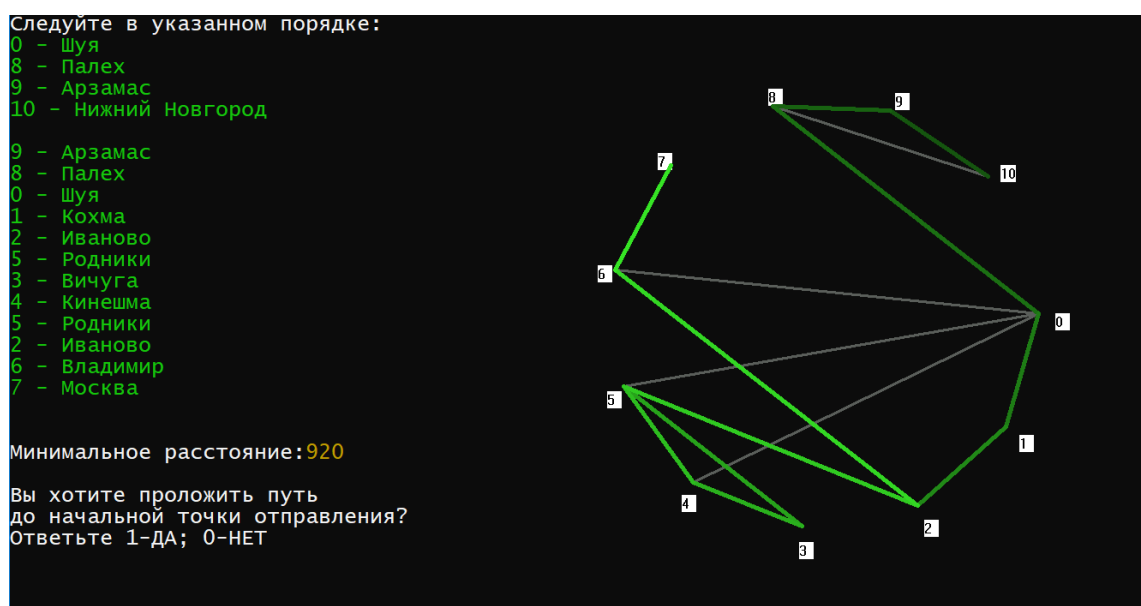 Следуйте в указанном порядке:
0 - Шуя
8 - Палех
9 - Арзамас
10 - Нижний Новгород
9 - Арзамас
8 - Палех
0 - Шуя
1 - Кохма
2 - Иваново
5 - Родники
3 - Вичуга
4 - Кинешма
5 - Родники
2 - Иваново
6 - Владимир
7 - Москва
Минимальное расстояние:920
Вы хотите проложить путь
до начальной точки отправления?
Ответьте 1-ДА; 0-НЕТ
8
9
7
10
6
0
5
1
4
2
3